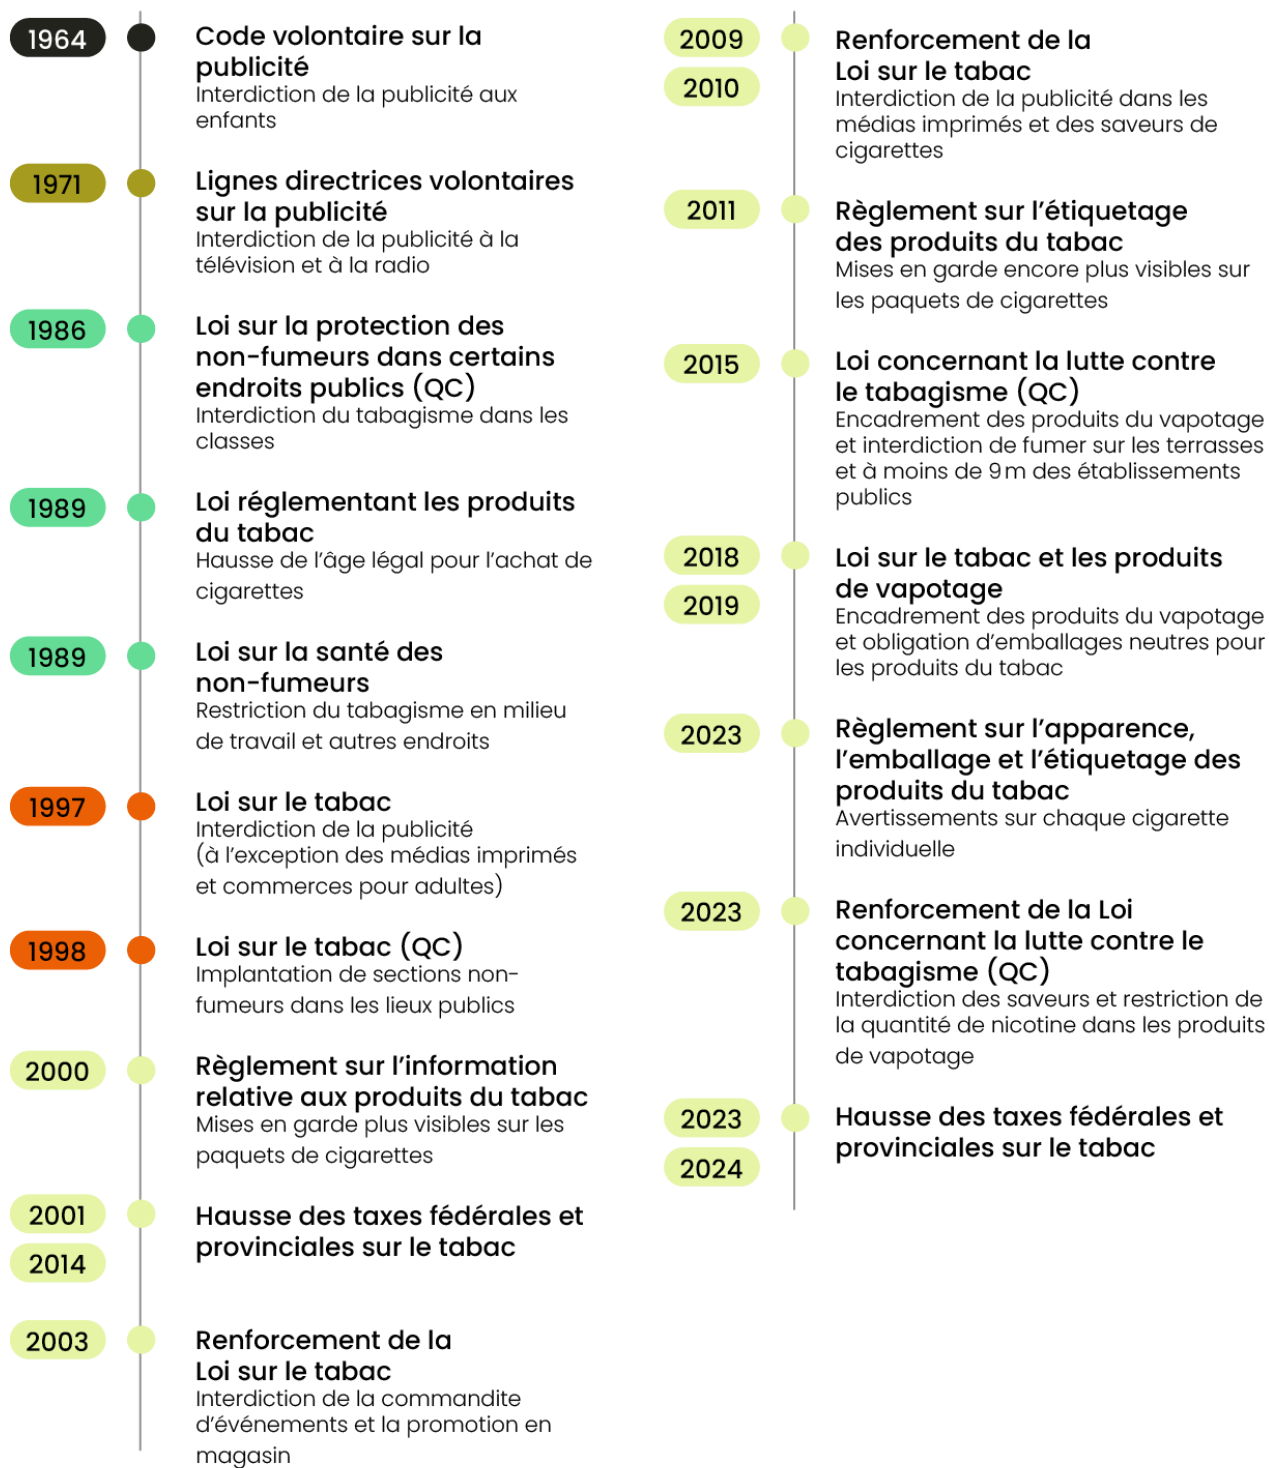 1964
Code volontaire sur la
publicité
Interdiction de la publicité aux
enfants
1971
Lignes directrices volontaires
sur la publicité
Interdiction de la publicité à la
télévision et à la radio
1986
Loi sur la protection des
non-fumeurs dans certains
endroits publics (QC)
Interdiction du tabagisme dans les
classes
1989
Loi réglementant les produits
du tabac
Hausse de l’âge légal pour l’achat de
cigarettes
1989
Loi sur la santé des
non-fumeurs
Restriction du tabagisme en milieu
de travail et autres endroits
1997
Loi sur le tabac
Interdiction de la publicité
(à l’exception des médias imprimés
et commerces pour adultes)
1998
Loi sur le tabac (QC)
Implantation de sections non-
fumeurs dans les lieux publics
2000
Règlement sur l’information
relative aux produits du tabac
Mises en garde plus visibles sur les
paquets de cigarettes
2001
2014
Hausse des taxes fédérales et
provinciales sur le tabac
2003
Renforcement de la
Loi sur le tabac
Interdiction de la commandite
d’événements et la promotion en
magasin
2009
2010
Renforcement de la
Loi sur le tabac
Interdiction de la publicité dans les
médias imprimés et des saveurs de
cigarettes
2011
Règlement sur l’étiquetage
des produits du tabac
Mises en garde encore plus visibles sur
les paquets de cigarettes
2015
Loi concernant la lutte contre
le tabagisme (QC)
Encadrement des produits du vapotage
et interdiction de fumer sur les terrasses
et à moins de 9 m des établissements
publics
2018
2019
Loi sur le tabac et les produits
de vapotage
Encadrement des produits du vapotage
et obligation d’emballages neutres pour
les produits du tabac
2023
Règlement sur l’apparence,
l’emballage et l’étiquetage des
produits du tabac
Avertissements sur chaque cigarette
individuelle
2023
Renforcement de la Loi
concernant la lutte contre le
tabagisme (QC)
Interdiction des saveurs et restriction de
la quantité de nicotine dans les produits
de vapotage
2023
2024
Hausse des taxes fédérales et
provinciales sur le tabac